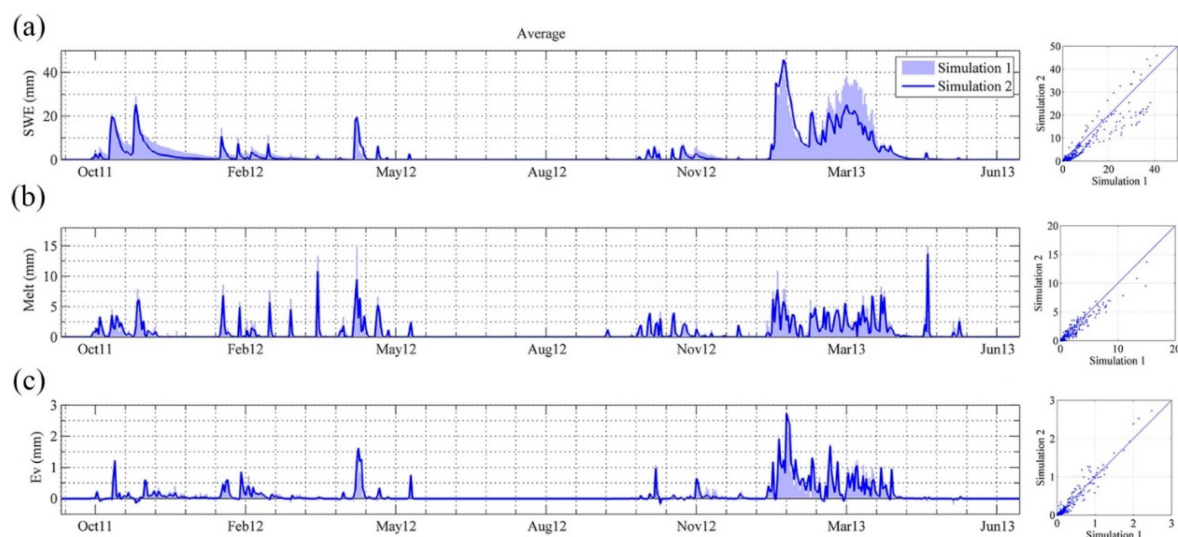 (a)
Average
SWE (mm)
40
20
0
Oct11 Feb12 May12 Aug12 Nov12 Mar13 Jun13
Simulation 1
Simulation 2
Simulation 2
50
40
30
20
10
0
0 20 40
Simulation 1
(b)
Melt (mm)
15
10
5
0
Oct11 Feb12 May12 Aug12 Nov12 Mar13 Jun13
Simulation 2
20
15
10
5
0
0 10 20
Simulation 1
(c)
Ev (mm)
3
2
1
0
Oct11 Feb12 May12 Aug12 Nov12 Mar13 Jun13
Simulation 2
3
2
1
0
0 1 2 3
Simulation 1